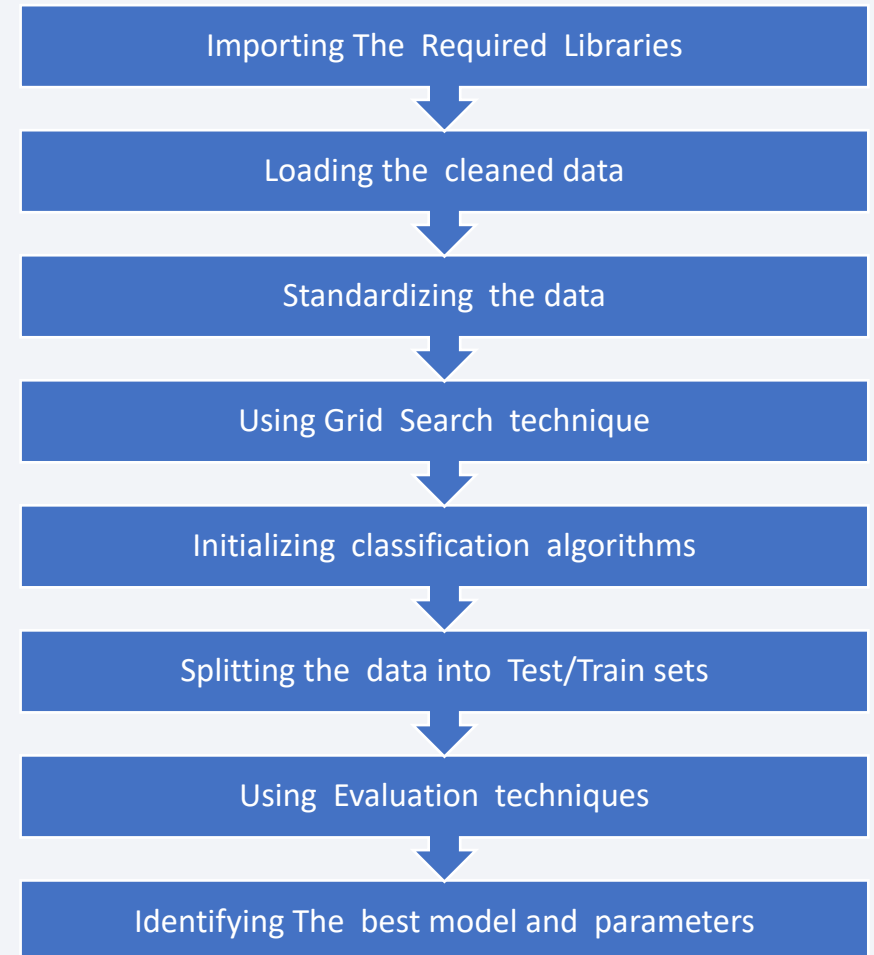 Importing The Required Libraries
Loading the cleaned data
Standardizing the data
Using Grid Search technique
Initializing classification algorithms
Splitting the data into Test/Train sets
Using Evaluation techniques
Identifying The best model and parameters